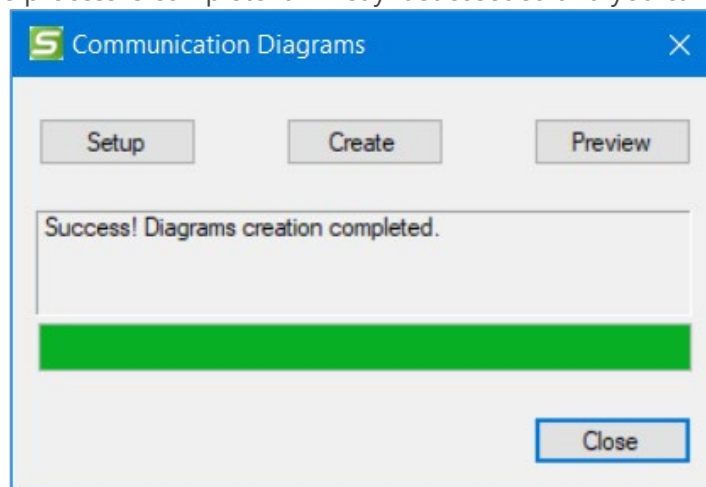 Communication Diagrams
Setup Create Preview
Success! Diagrams creation completed.
Close